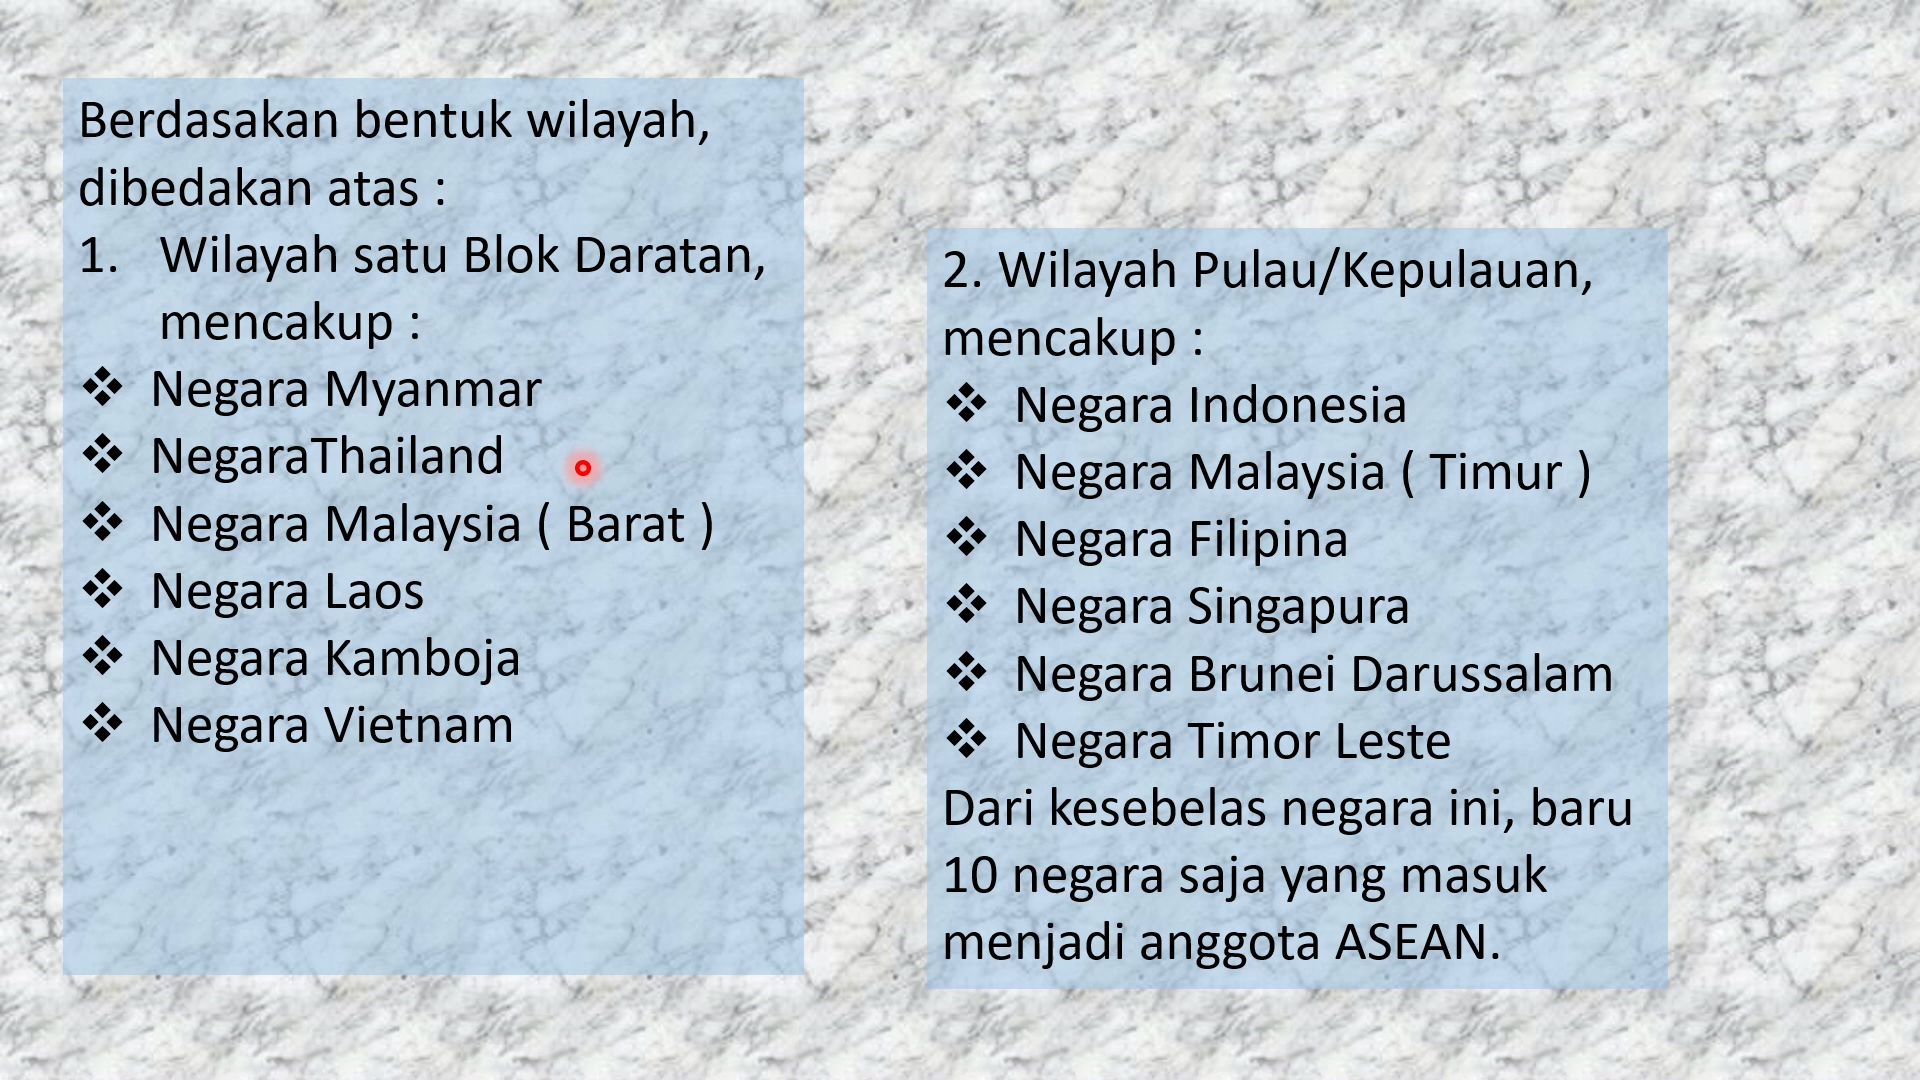 Berdasakan bentuk wilayah,
dibedakan atas :
1. Wilayah satu Blok Daratan,
mencakup :
❖ Negara Myanmar
❖ NegaraThailand
❖ Negara Malaysia ( Barat )
❖ Negara Laos
❖ Negara Kamboja
❖ Negara Vietnam
2. Wilayah Pulau/Kepulauan,
mencakup :
❖ Negara Indonesia
❖ Negara Malaysia ( Timur )
❖ Negara Filipina
❖ Negara Singapura
❖ Negara Brunei Darussalam
❖ Negara Timor Leste
Dari kesebelas negara ini, baru
10 negara saja yang masuk
menjadi anggota ASEAN.